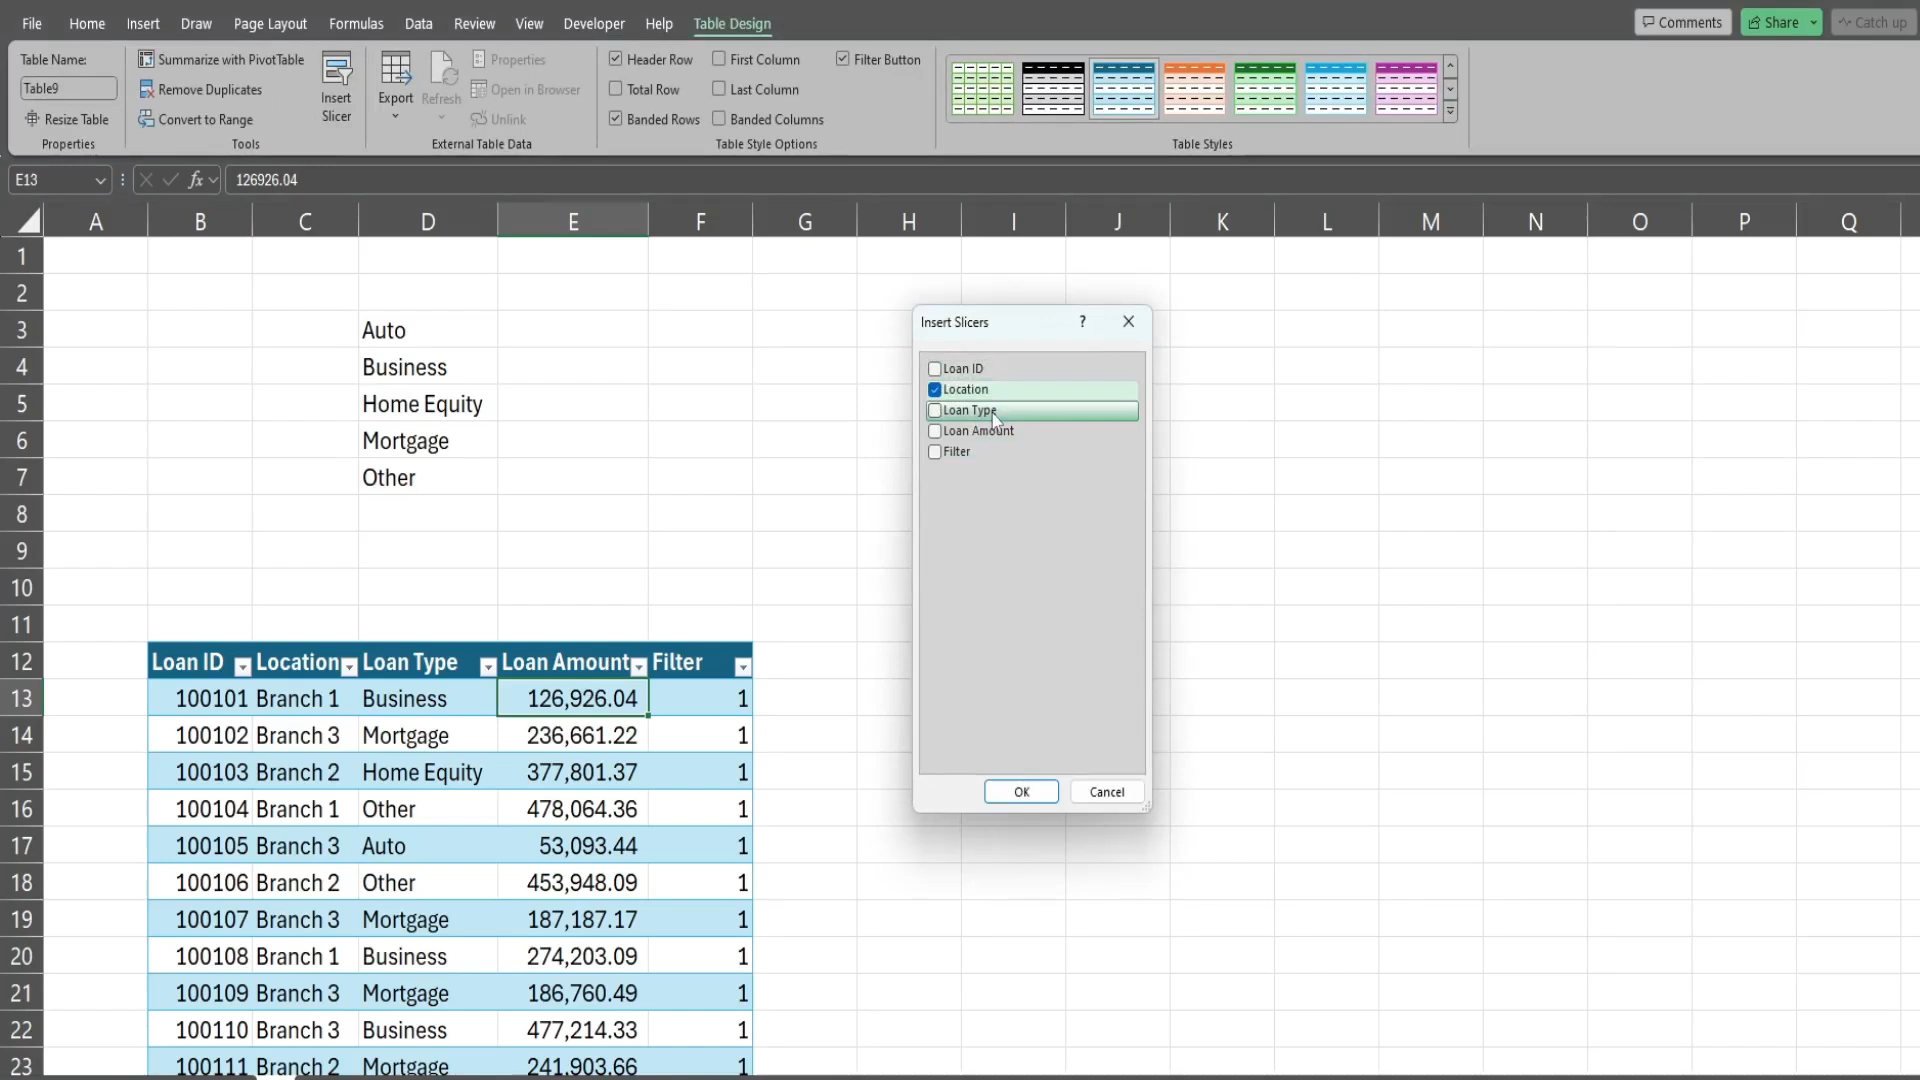 File Home Insert Draw Page Layout Formulas Data Review View Developer Help Table Design Comments Share Catch up
Table Name:
Table9
Resize Table
Properties
Summarize with PivotTable
Remove Duplicates
Convert to Range
Tools
Insert
Slicer
Export
Refresh
Properties
Open in Browser
Unlink
External Table Data
Header Row
Total Row
Banded Rows
First Column
Last Column
Banded Columns
Filter Button
Table Style Options
Table Styles
E13 fx 126926.04
A B C D E F G H I J K L M N O P Q
1
2
3 Auto
4 Business
5 Home Equity
6 Mortgage
7 Other
8
9
10
11
12 Loan ID Location Loan Type Loan Amount Filter
13 100101 Branch 1 Business 126,926.04 1
14 100102 Branch 3 Mortgage 236,661.22 1
15 100103 Branch 2 Home Equity 377,801.37 1
16 100104 Branch 1 Other 478,064.36 1
17 100105 Branch 3 Auto 53,093.44 1
18 100106 Branch 2 Other 453,948.09 1
19 100107 Branch 3 Mortgage 187,187.17 1
20 100108 Branch 1 Business 274,203.09 1
21 100109 Branch 3 Mortgage 186,760.49 1
22 100110 Branch 3 Business 477,214.33 1
23 100111 Branch 2 Mortgage 241,903.66 1
Insert Slicers ?
Loan ID
Location
Loan Type
Loan Amount
Filter
OK Cancel